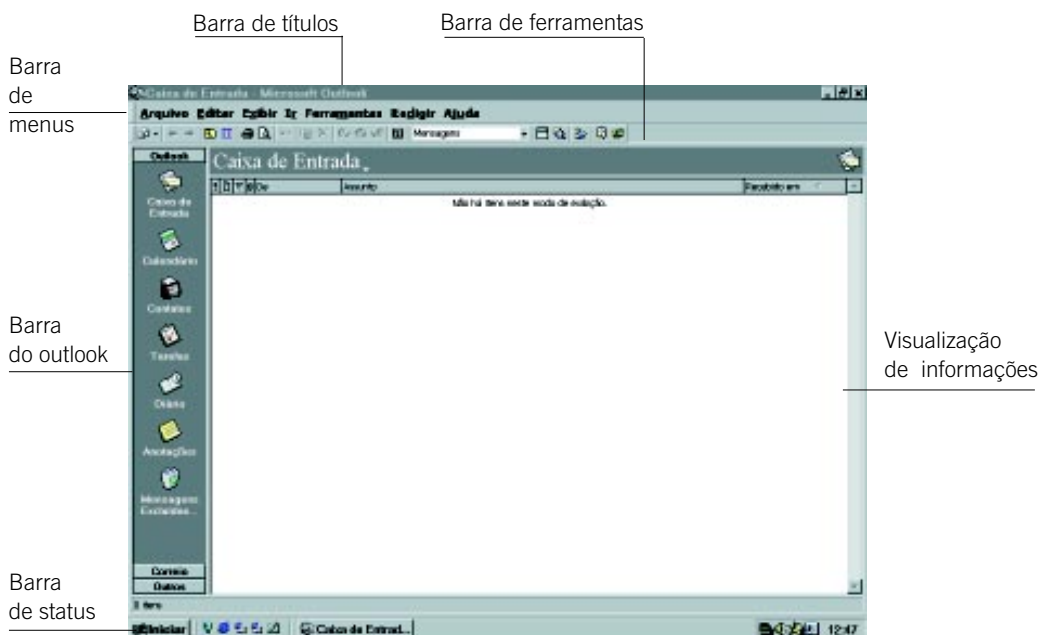 Barra de títulos
Barra de ferramentas
Barra
de
menus
Caixa de Entrada - Microsoft Outlook
Arquivo Editar Exibir Ir Ferramentas Redigir Ajuda
Mensagens
Outlook
Caixa de Entrada
De
Assunto
Recebido em
Não há itens neste modo de exibição.
Caixa de
Entrada
Calendário
Contatos
Tarefas
Diário
Anotações
Mensagens
Excluídas...
Barra
do outlook
Visualização
de informações
Correio
Outros
Barra
de status
itens
Iniciar
Caixa de Entrad...
12:47